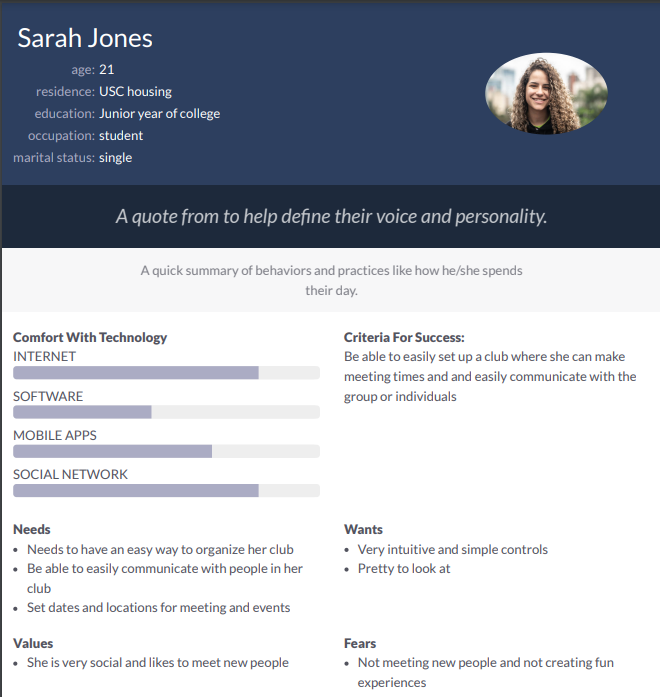 Sarah Jones
age: 21
residence: USC housing
education: Junior year of college
occupation: student
marital status: single
A quote from to help define their voice and personality.
A quick summary of behaviors and practices like how he/she spends
their day.
Comfort With Technology
INTERNET
SOFTWARE
MOBILE APPS
SOCIAL NETWORK
Criteria For Success:
Be able to easily set up a club where she can make
meeting times and and easily communicate with the
group or individuals
Needs
• Needs to have an easy way to organize her club
• Be able to easily communicate with people in her
club
• Set dates and locations for meeting and events
Wants
• Very intuitive and simple controls
• Pretty to look at
Values
• She is very social and likes to meet new people
Fears
• Not meeting new people and not creating fun
experiences